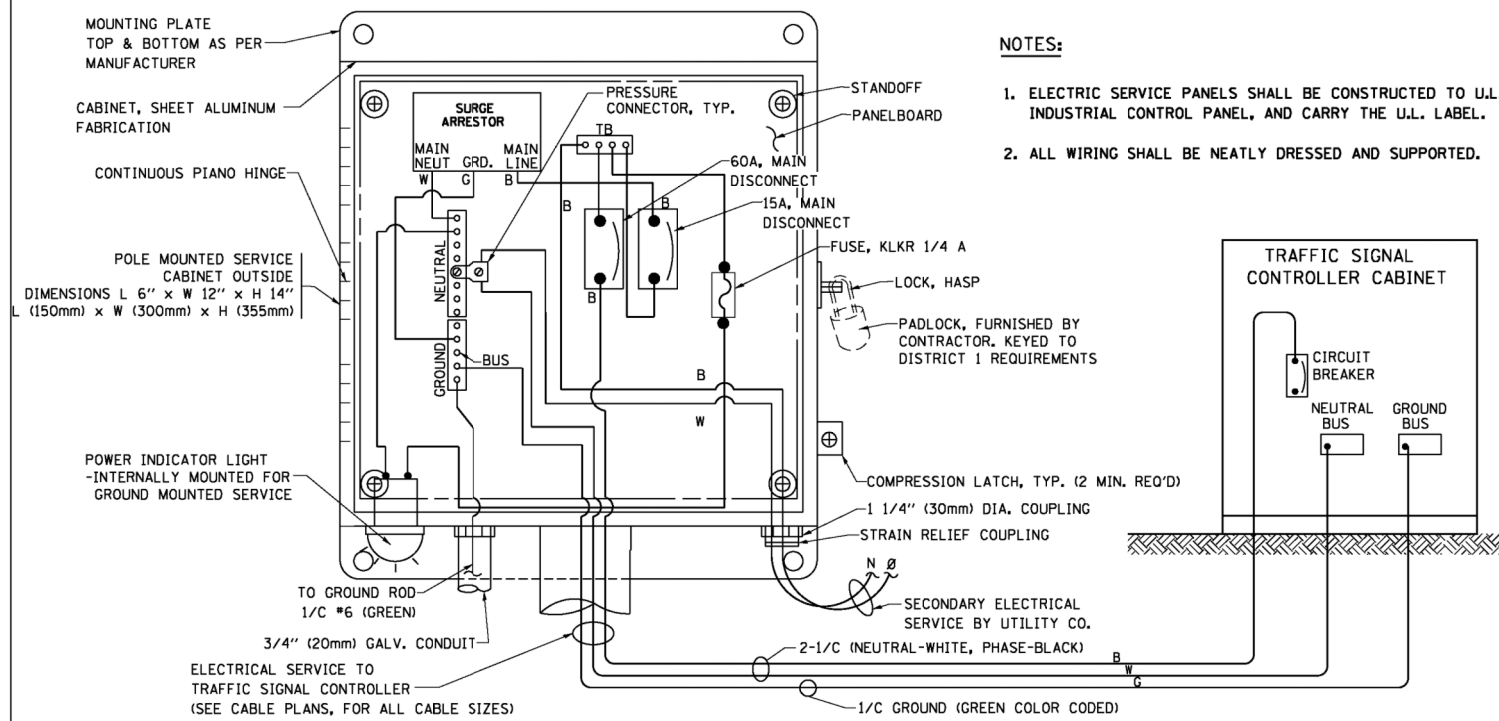 MOUNTING PLATE
TOP & BOTTOM AS PER
MANUFACTURER
CABINET, SHEET ALUMINUM
FABRICATION
CONTINUOUS PIANO HINGE
POLE MOUNTED SERVICE
CABINET OUTSIDE
DIMENSIONS L 6" x W 12" x H 14"
L (150mm) x W (300mm) x H (355mm)
POWER INDICATOR LIGHT
-INTERNALLY MOUNTED FOR
GROUND MOUNTED SERVICE
SURGE
ARRESTOR
MAIN
NEUT
GRD.
MAIN
LINE
W
G
B
PRESSURE
CONNECTOR, TYP.
TB
60A, MAIN
DISCONNECT
15A, MAIN
DISCONNECT
B
B
B
NEUTRAL
GROUND
BUS
B
W
STANDOFF
PANELBOARD
FUSE, KLKR 1/4 A
LOCK, HASP
PADLOCK, FURNISHED BY
CONTRACTOR. KEYED TO
DISTRICT 1 REQUIREMENTS
COMPRESSION LATCH, TYP. (2 MIN. REQ'D)
1 1/4" (30mm) DIA. COUPLING
STRAIN RELIEF COUPLING
N Ø
SECONDARY ELECTRICAL
SERVICE BY UTILITY CO.
TO GROUND ROD
1/C #6 (GREEN)
3/4" (20mm) GALV. CONDUIT
ELECTRICAL SERVICE TO
TRAFFIC SIGNAL CONTROLLER
(SEE CABLE PLANS, FOR ALL CABLE SIZES)
2-1/C (NEUTRAL-WHITE, PHASE-BLACK)
B
W
G
1/C GROUND (GREEN COLOR CODED)
NOTES:
1. ELECTRIC SERVICE PANELS SHALL BE CONSTRUCTED TO U.L
INDUSTRIAL CONTROL PANEL, AND CARRY THE U.L. LABEL.
2. ALL WIRING SHALL BE NEATLY DRESSED AND SUPPORTED.
TRAFFIC SIGNAL
CONTROLLER CABINET
CIRCUIT
BREAKER
NEUTRAL
BUS
GROUND
BUS